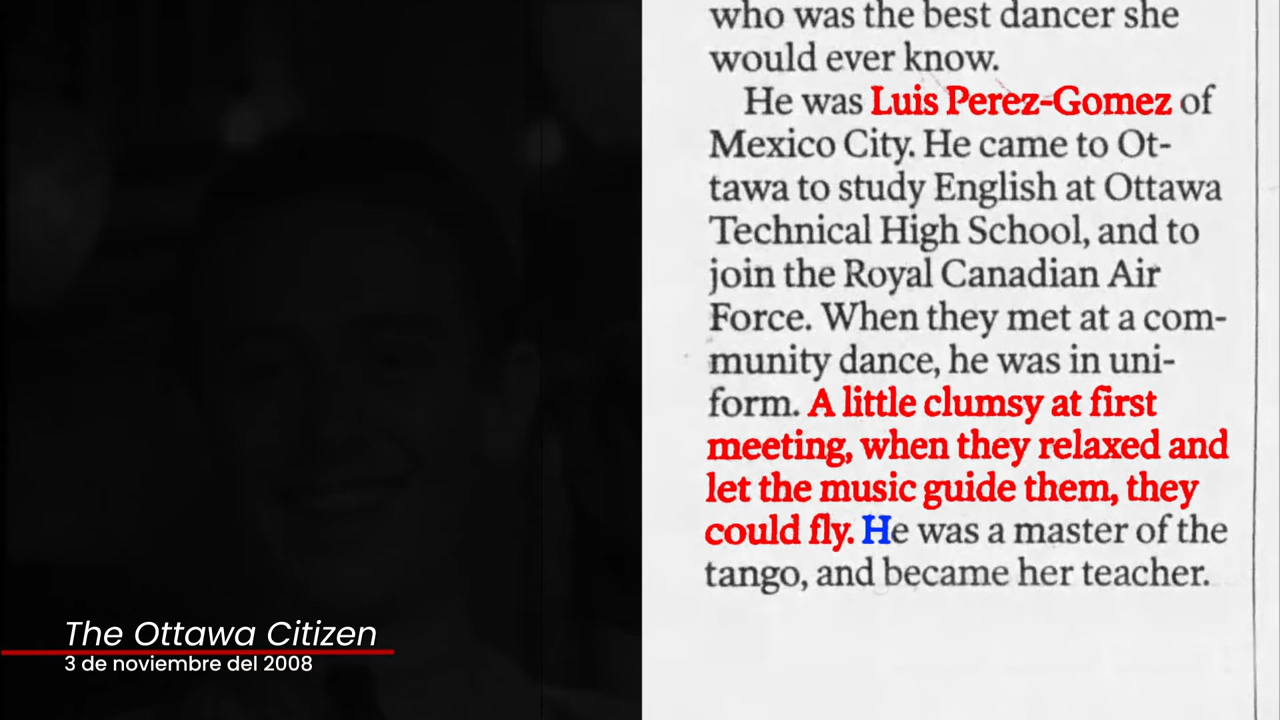 who was the best dancer she
would ever know.
He was Luis Perez-Gomez of
Mexico City. He came to Ot-
tawa to study English at Ottawa
Technical High School, and to
join the Royal Canadian Air
Force. When they met at a com-
munity dance, he was in uni-
form. A little clumsy at first
meeting, when they relaxed and
let the music guide them, they
could fly. He was a master of the
tango, and became her teacher.
The Ottawa Citizen
3 de noviembre del 2008